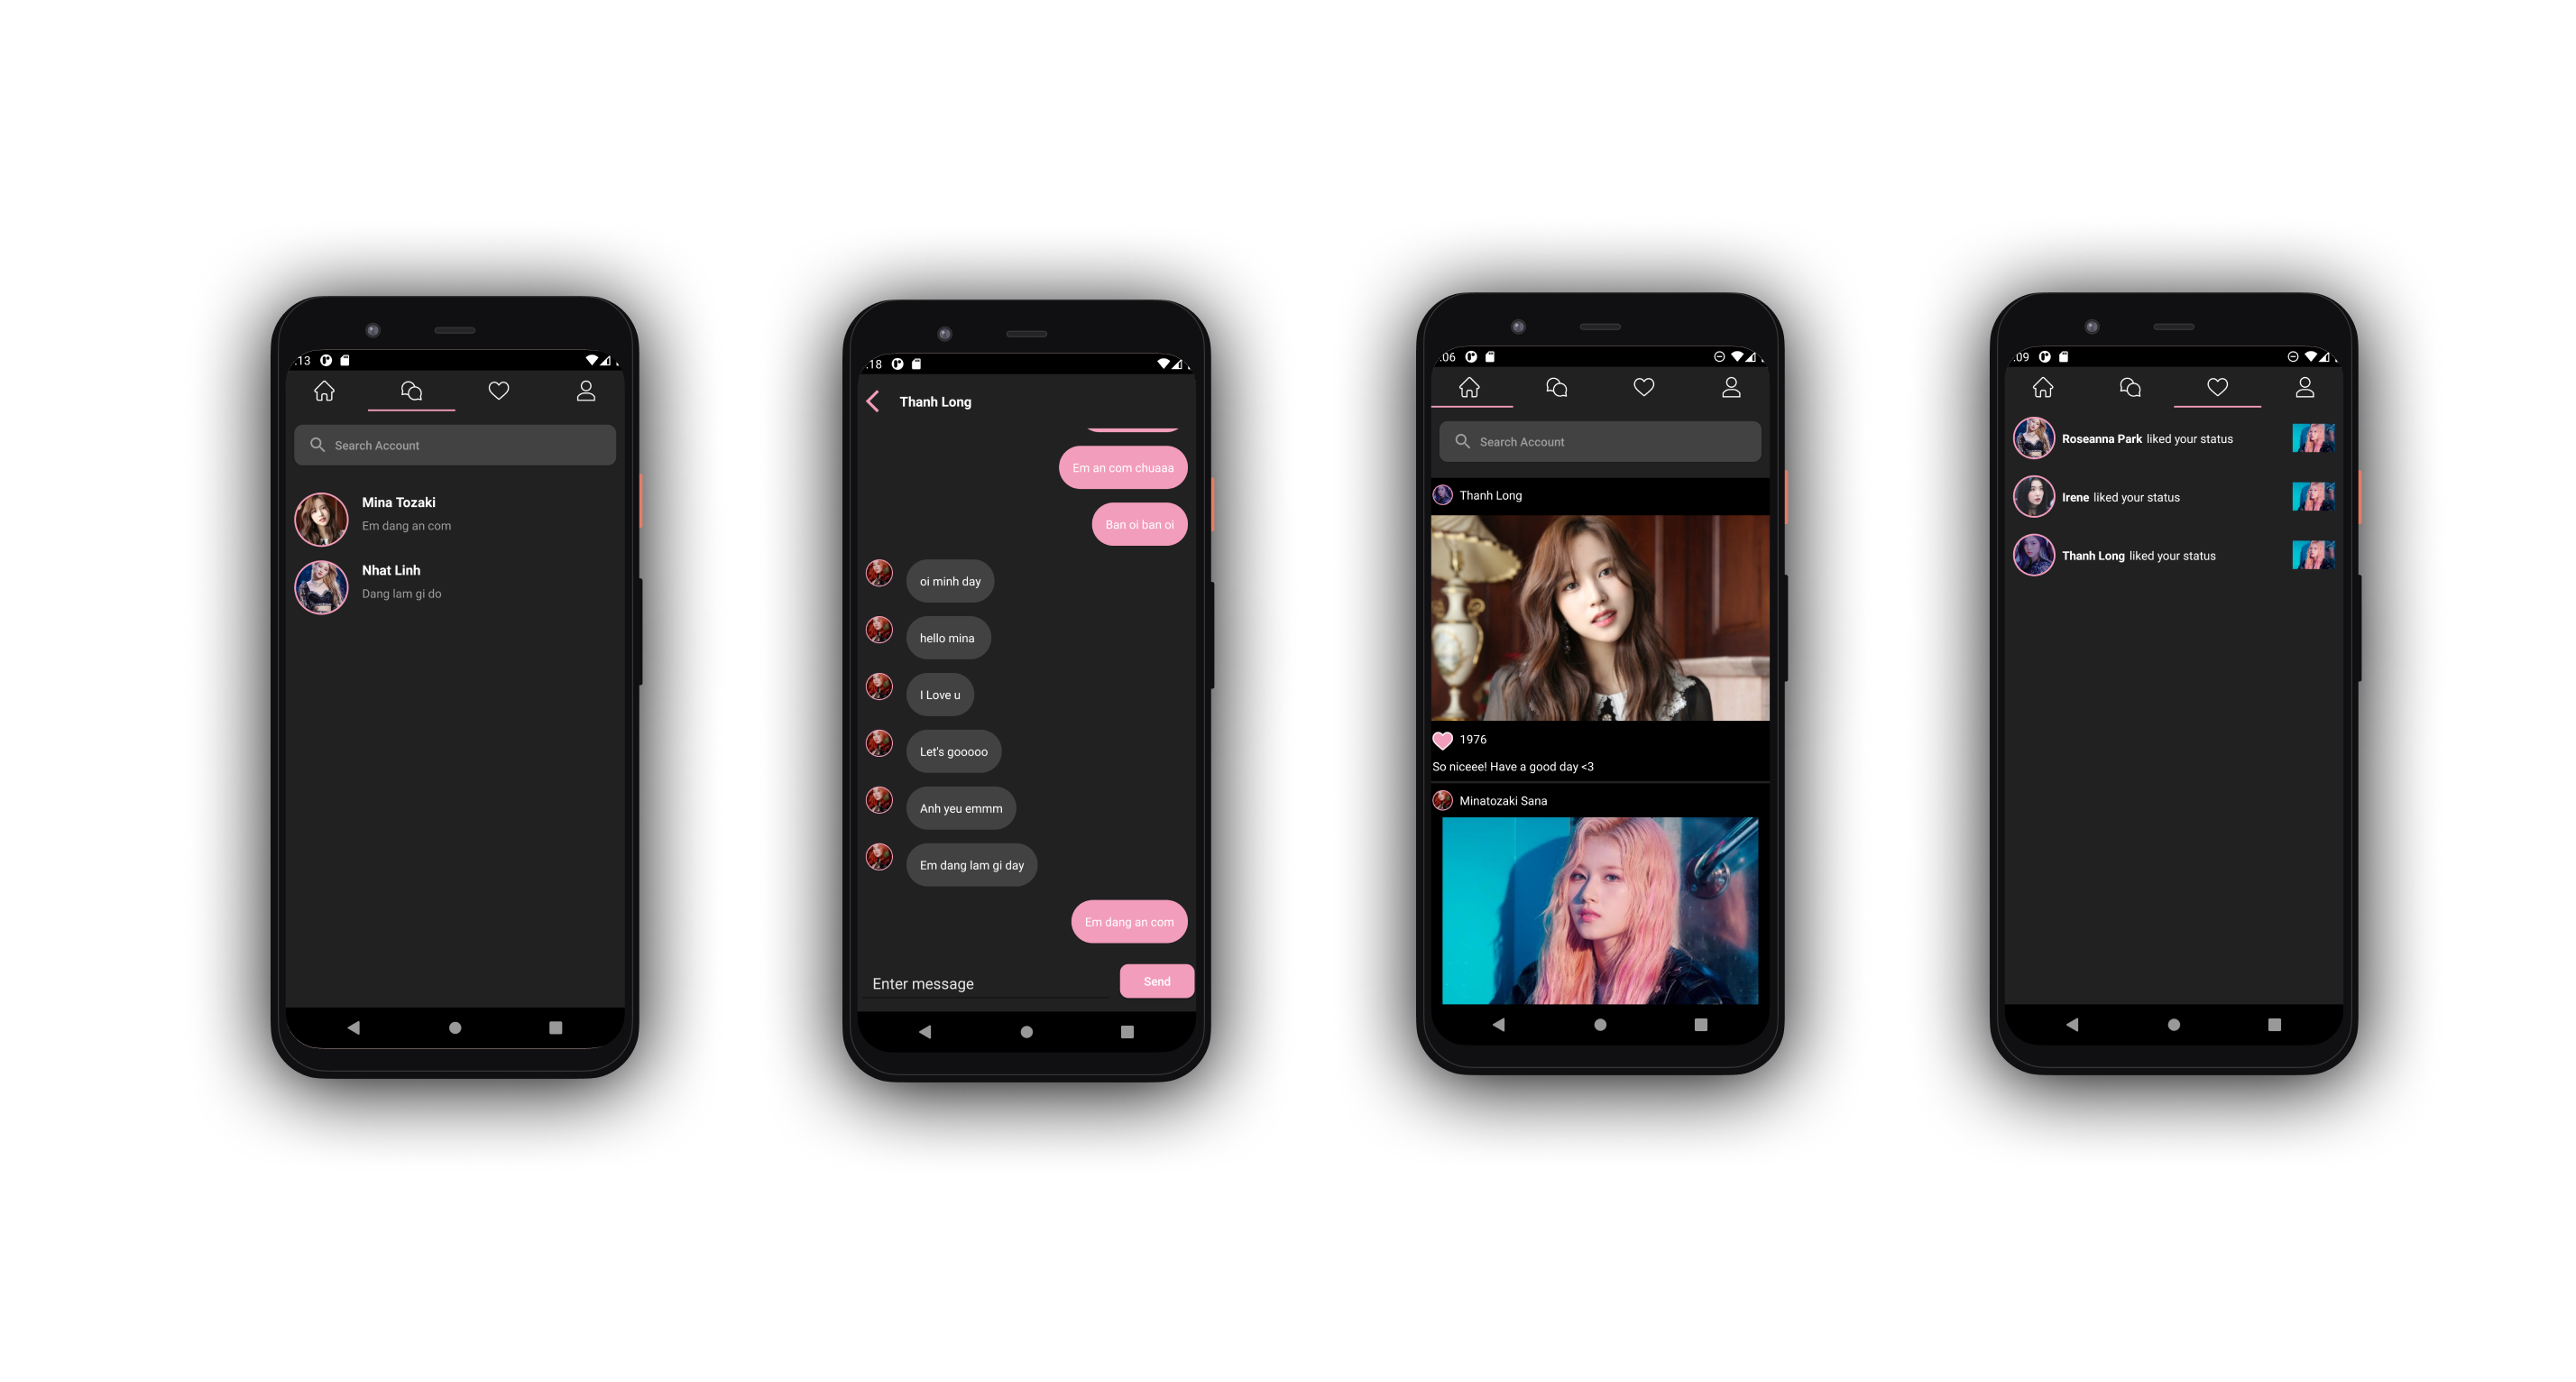 :13
Search Account
Mina Tozaki
Em dang an com
Nhat Linh
Dang lam gi do
:18
Thanh Long
Em an com chuaaa
Ban oi ban oi
oi minh day
hello mina
I Love u
Let's gooooo
Anh yeu emmm
Em dang lam gi day
Em dang an com
Enter message
Send
:06
Search Account
Thanh Long
1976
So niceee! Have a good day <3
Minatozaki Sana
:09
Roseanna Park liked your status
Irene liked your status
Thanh Long liked your status